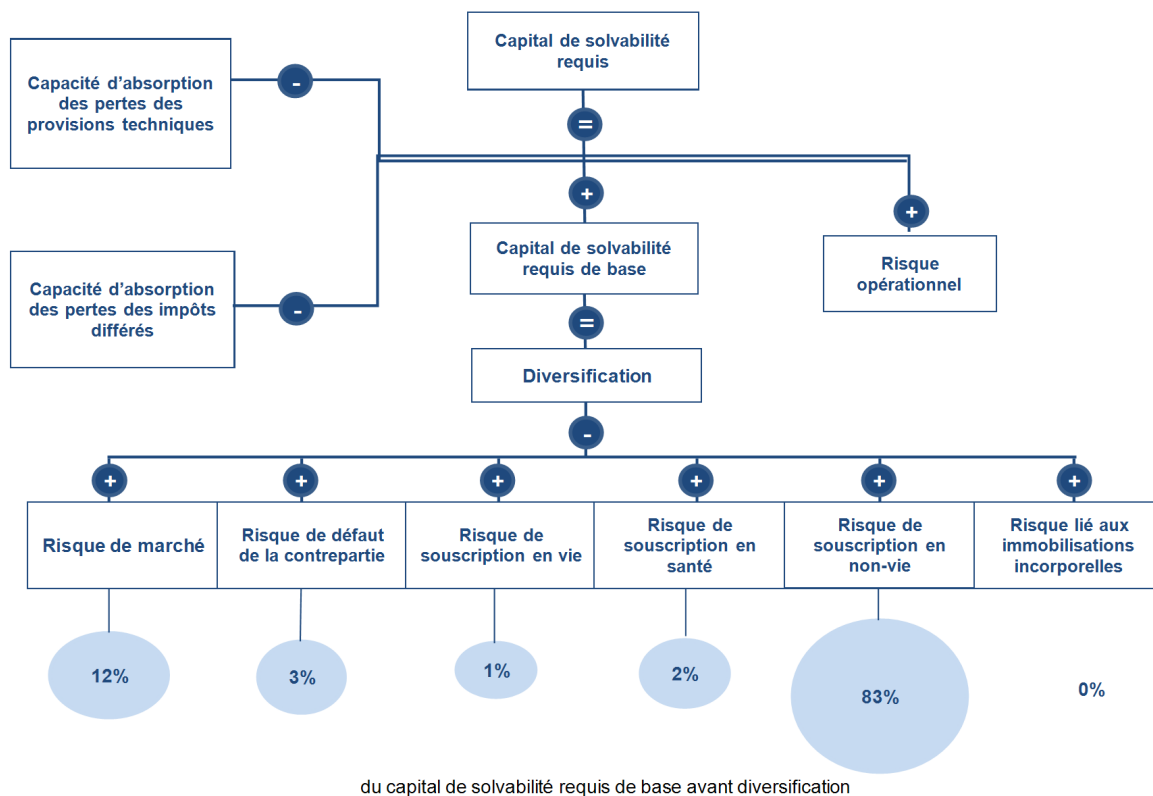 Capital de solvabilité
requis
Capacité d'absorption
des pertes des
provisions techniques
-
=
+
+
Capital de solvabilité
requis de base
Risque
opérationnel
Capacité d'absorption
des pertes des impôts
différés
-
=
Diversification
-
+
+
+
+
+
+
Risque de marché
Risque de défaut
de la contrepartie
Risque de
souscription en vie
Risque de
souscription en
santé
Risque de
souscription en
non-vie
Risque lié aux
immobilisations
incorporelles
12%
3%
1%
2%
83%
0%
du capital de solvabilité requis de base avant diversification